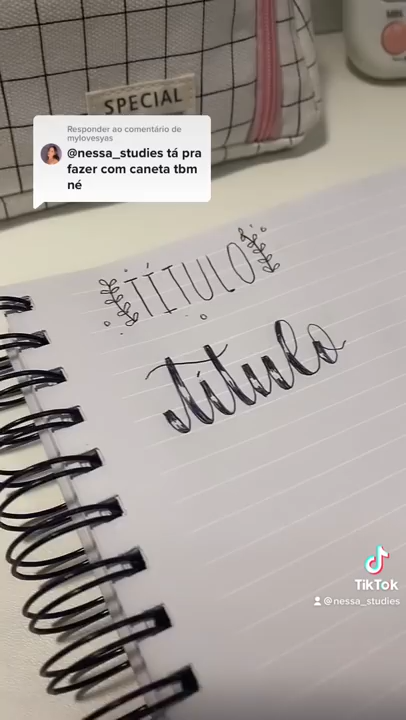 SPECIAL
Responder ao comentário de
mylovesyas
@nessa_studies tá pra
fazer com caneta tbm
né
TÍTULO
Título
TikTok
@nessa_studies